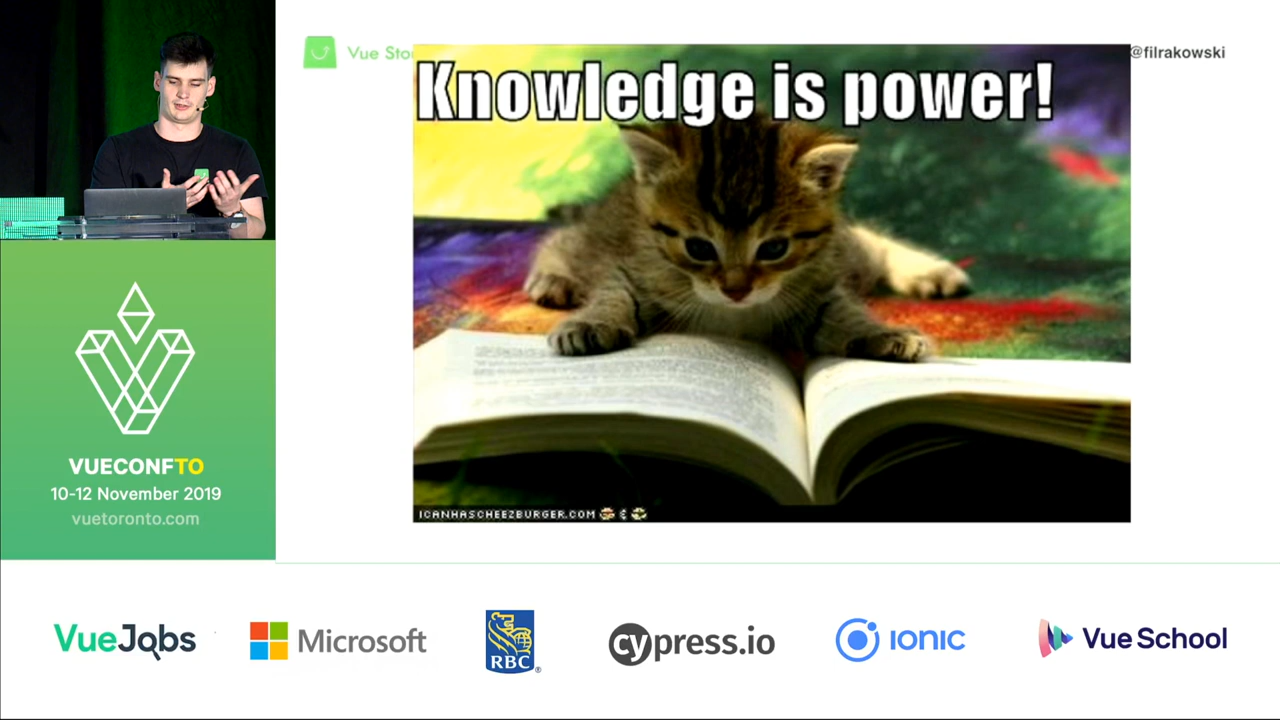 Vue Sto
@filrakowski
Knowledge is power!
ICANHASCHEEZBURGER.COM
VUECONFTO
10-12 November 2019
vuetoronto.com
VueJobs
Microsoft
RBC
®
cypress.io
IONIC
Vue School